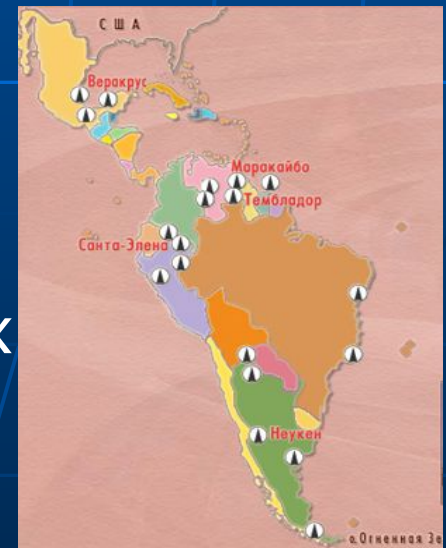 США
Веракрус
Маракайбо
Тембладор
Санта-Элена
х
Неукен
о.Огненная Зе